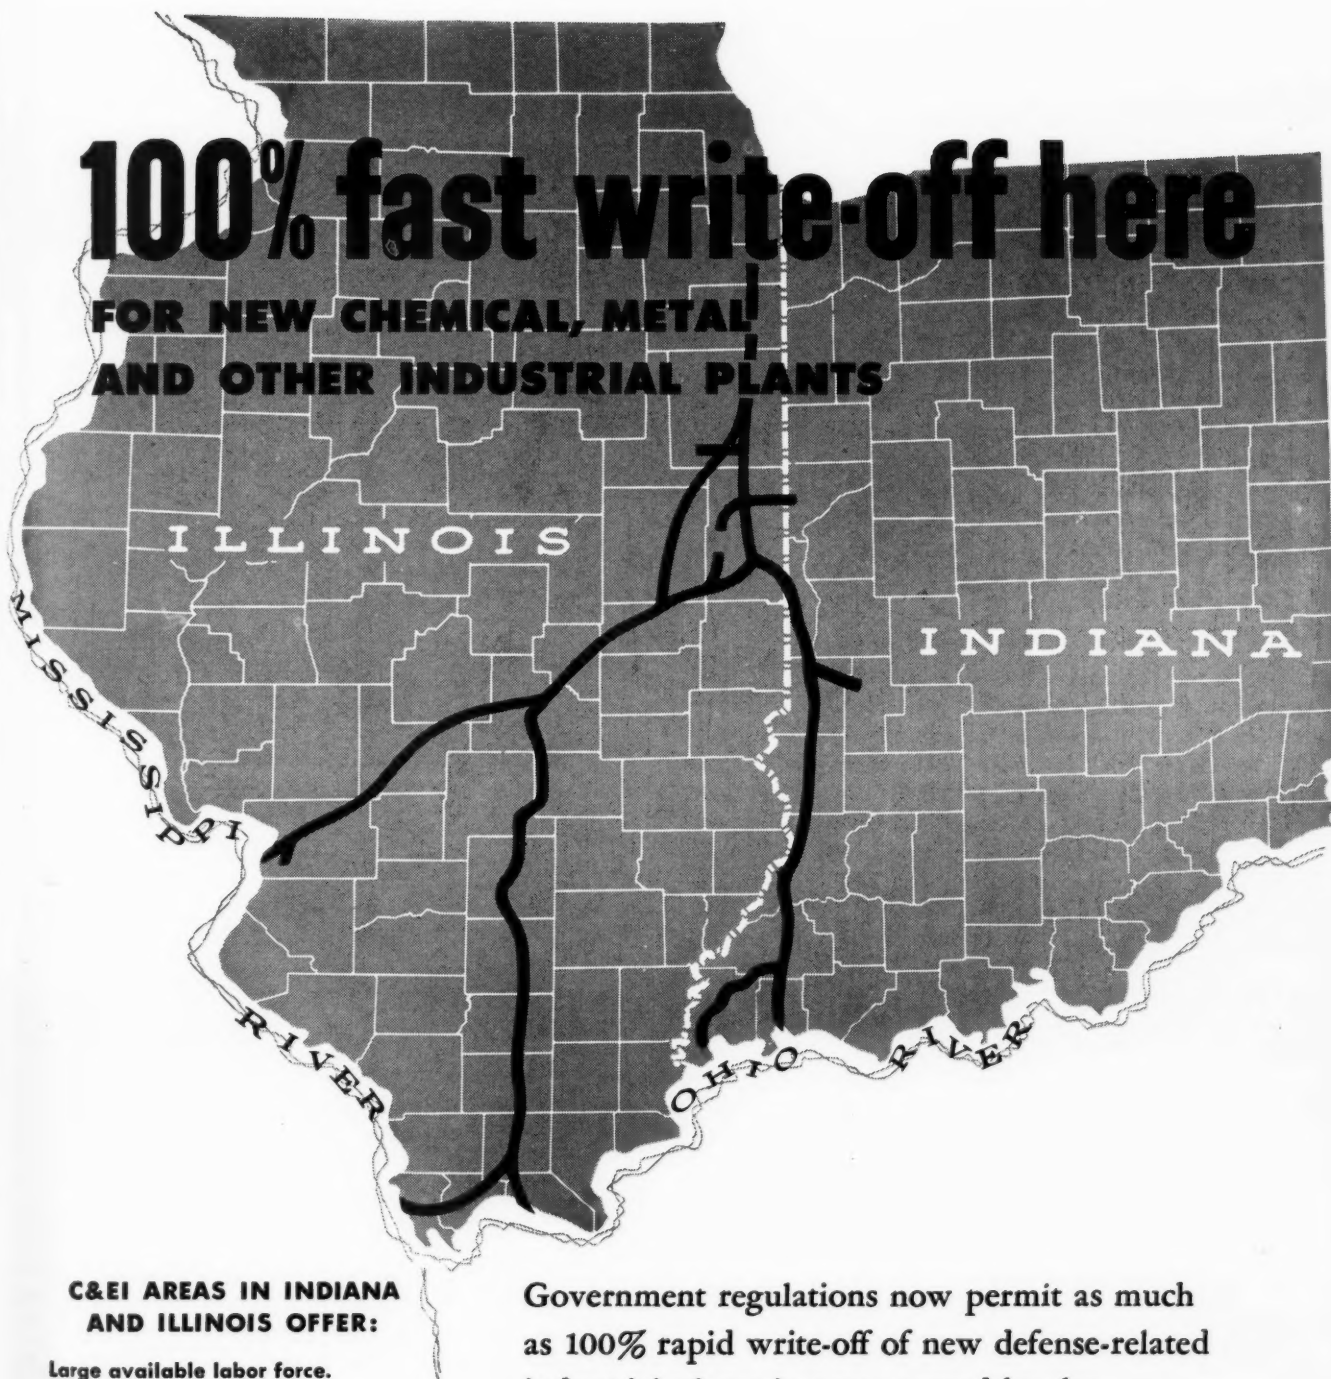 100% fast write-off here
FOR NEW CHEMICAL, METAL
AND OTHER INDUSTRIAL PLANTS
ILLINOIS
INDIANA
MISSISSIPPI
RIVER
OHIO RIVER
C&EI AREAS IN INDIANA
AND ILLINOIS OFFER:
Large available labor force.
Government regulations now permit as much
as 100% rapid write-off of new defense-related